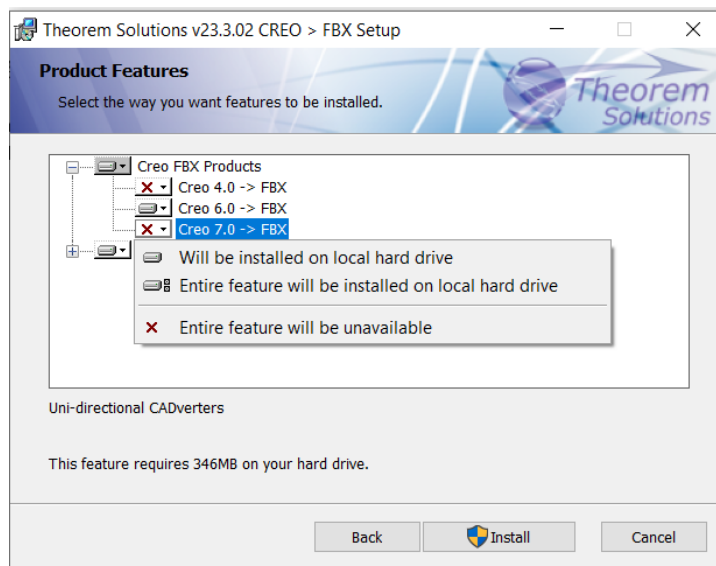 Theorem Solutions v23.3.02 CREO > FBX Setup
Product Features
Select the way you want features to be installed.
Theorem
Solutions
Creo FBX Products
Creo 4.0 -> FBX
Creo 6.0 -> FBX
Creo 7.0 -> FBX
Will be installed on local hard drive
Entire feature will be installed on local hard drive
Entire feature will be unavailable
Uni-directional CADverters
This feature requires 346MB on your hard drive.
Back
Install
Cancel